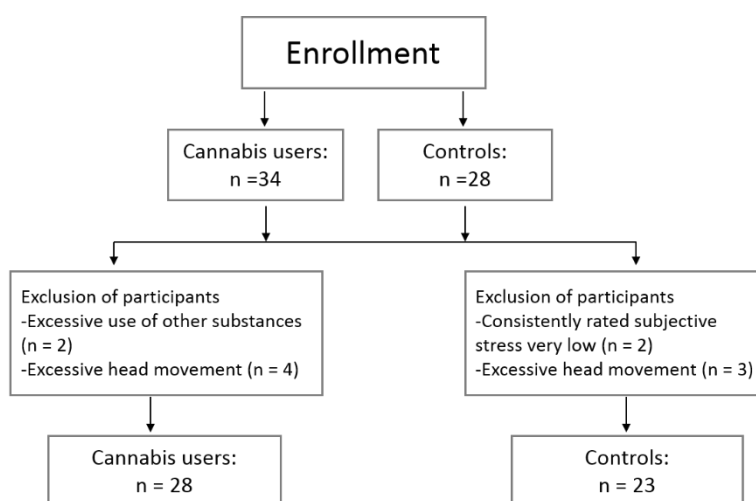 Enrollment
Cannabis users:
n =34
Controls:
n =28
Exclusion of participants
-Excessive use of other substances
(n = 2)
-Excessive head movement (n = 4)
Exclusion of participants
-Consistently rated subjective
stress very low (n = 2)
-Excessive head movement (n = 3)
Cannabis users:
n = 28
Controls:
n = 23